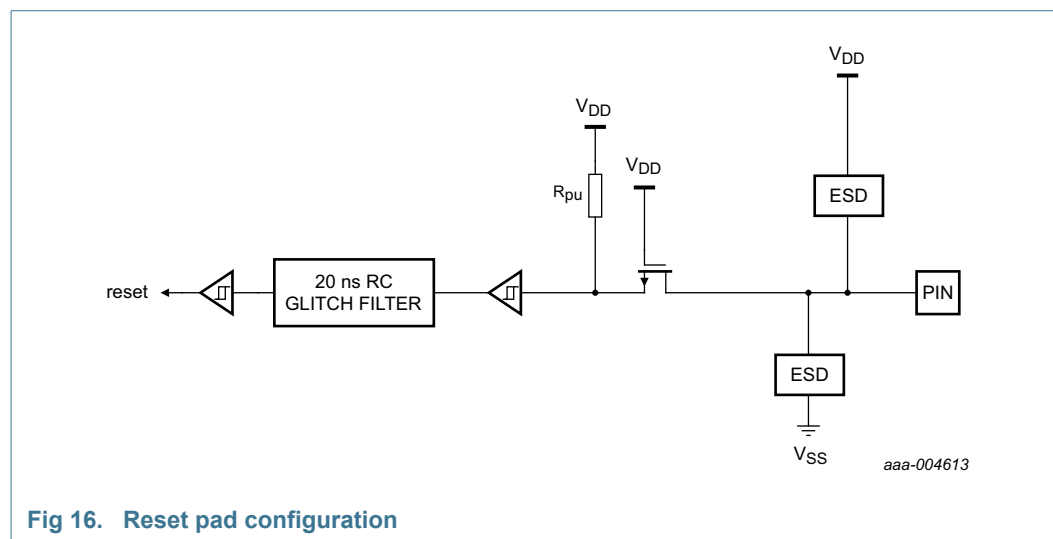 VDD
VDD
VDD
Rpu
ESD
reset
20 ns RC
GLITCH FILTER
PIN
ESD
VSS
aaa-004613
Fig 16. Reset pad configuration